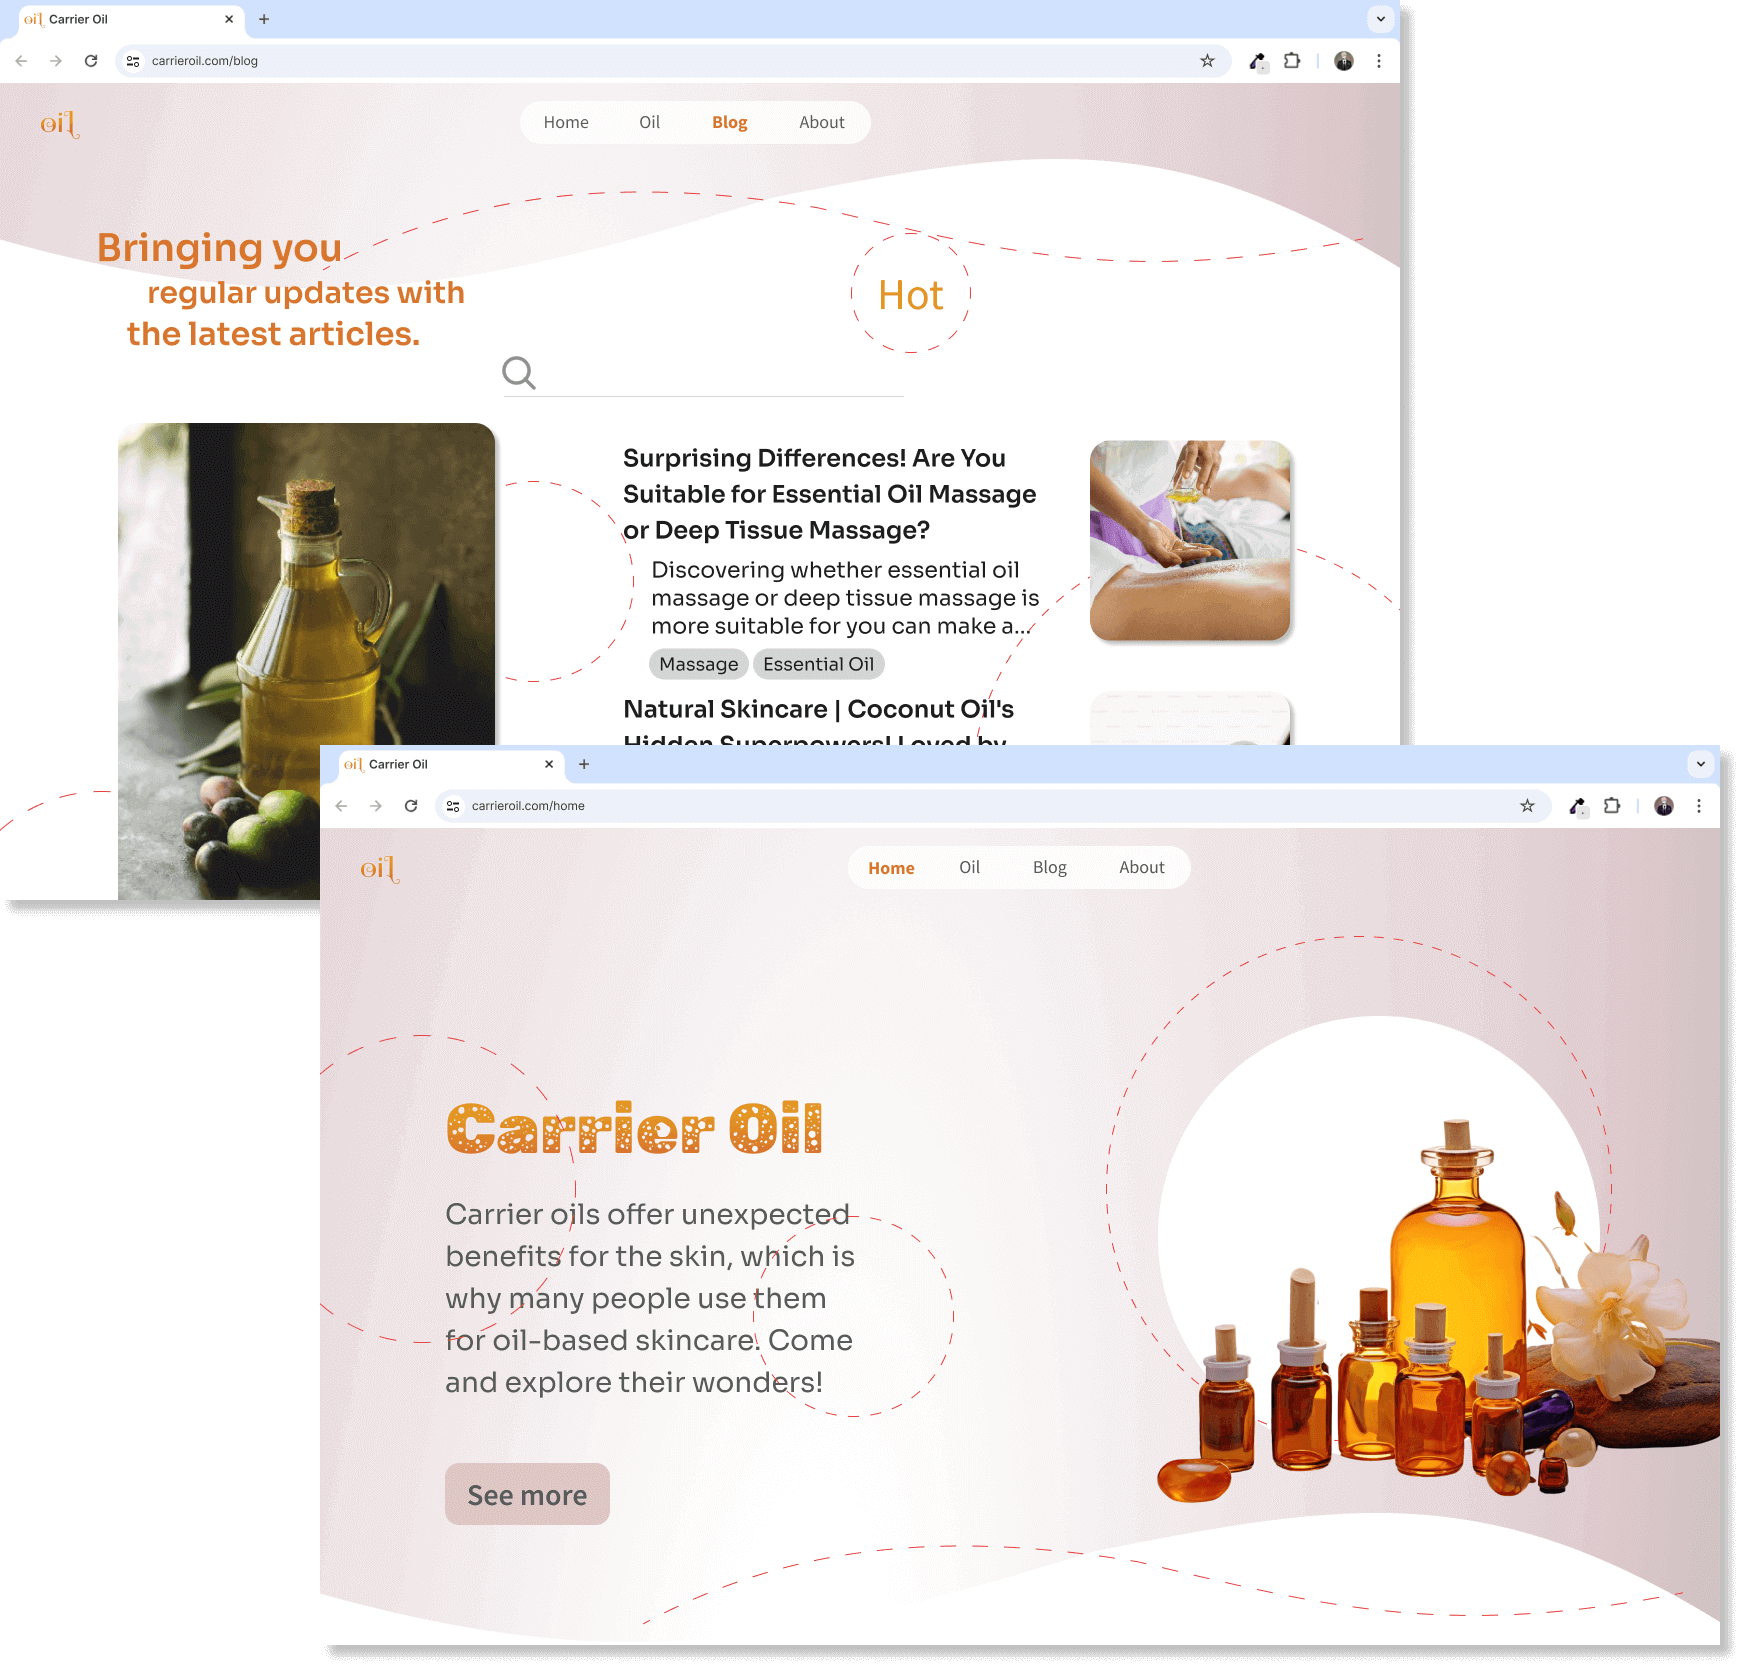 oil Carrier Oil
carrieroil.com/blog
oil
Home Oil Blog About
Bringing you
regular updates with
the latest articles.
Hot
Surprising Differences! Are You
Suitable for Essential Oil Massage
or Deep Tissue Massage?
Discovering whether essential oil
massage or deep tissue massage is
more suitable for you can make a...
Massage Essential Oil
Natural Skincare | Coconut Oil's
Hidden Superpowers! Loved by
oil Carrier Oil
carrieroil.com/home
oil
Home Oil Blog About
Carrier Oil
Carrier oils offer unexpected
benefits for the skin, which is
why many people use them
for oil-based skincare. Come
and explore their wonders!
See more